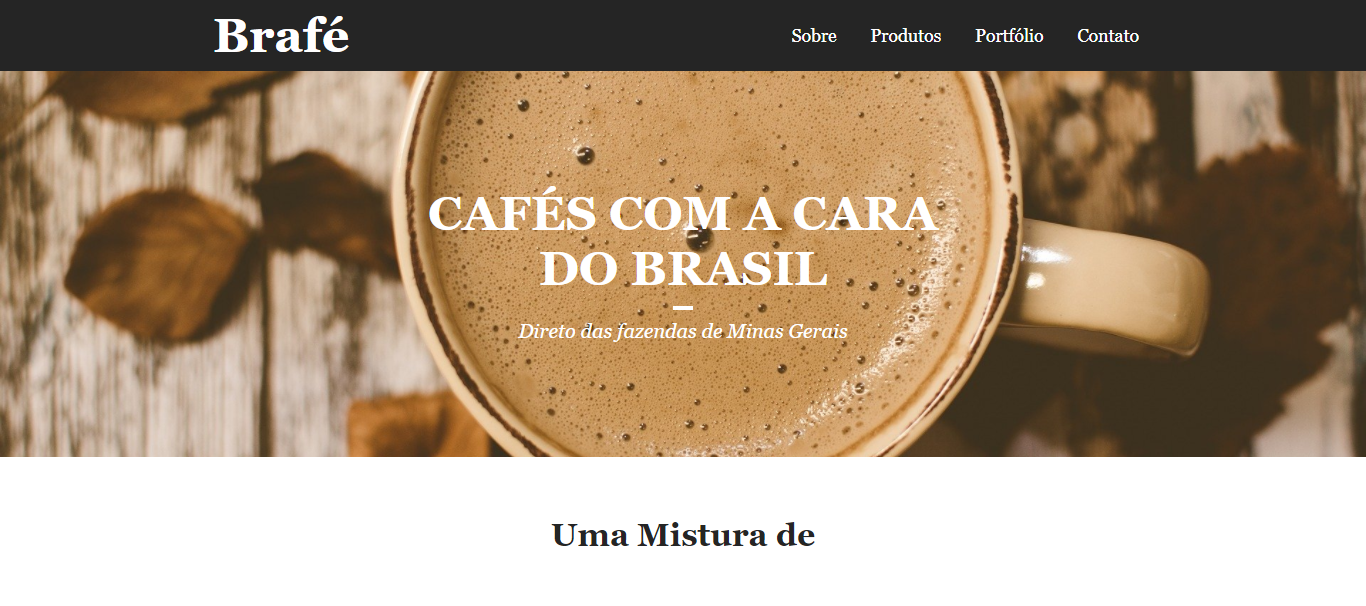 Brafé
Sobre Produtos Portfólio Contato
CAFÉS COM A CARA
DO BRASIL
Direto das fazendas de Minas Gerais
Uma Mistura de